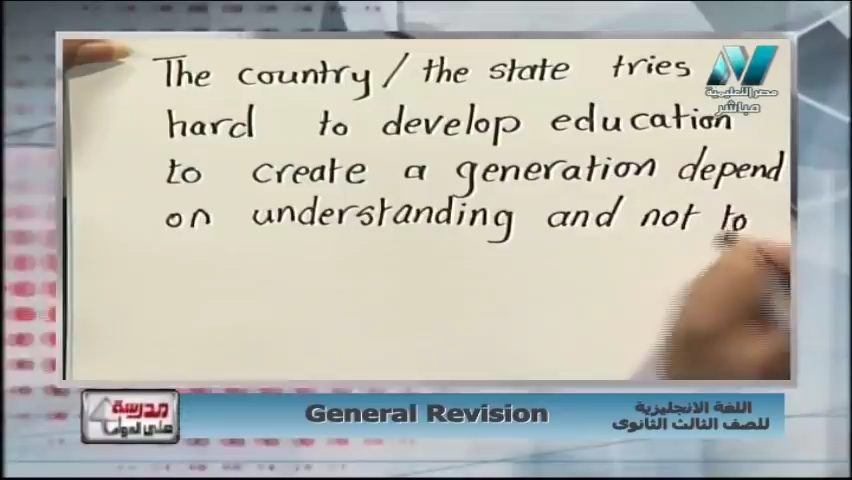 The country / the state tries
hard to develop education
to create a generation depend
on understanding and not to
مصر التعليمية
مباشر
مدرسة
على الهواء
General Revision
اللغة الانجليزية
للصف الثالث الثانوى